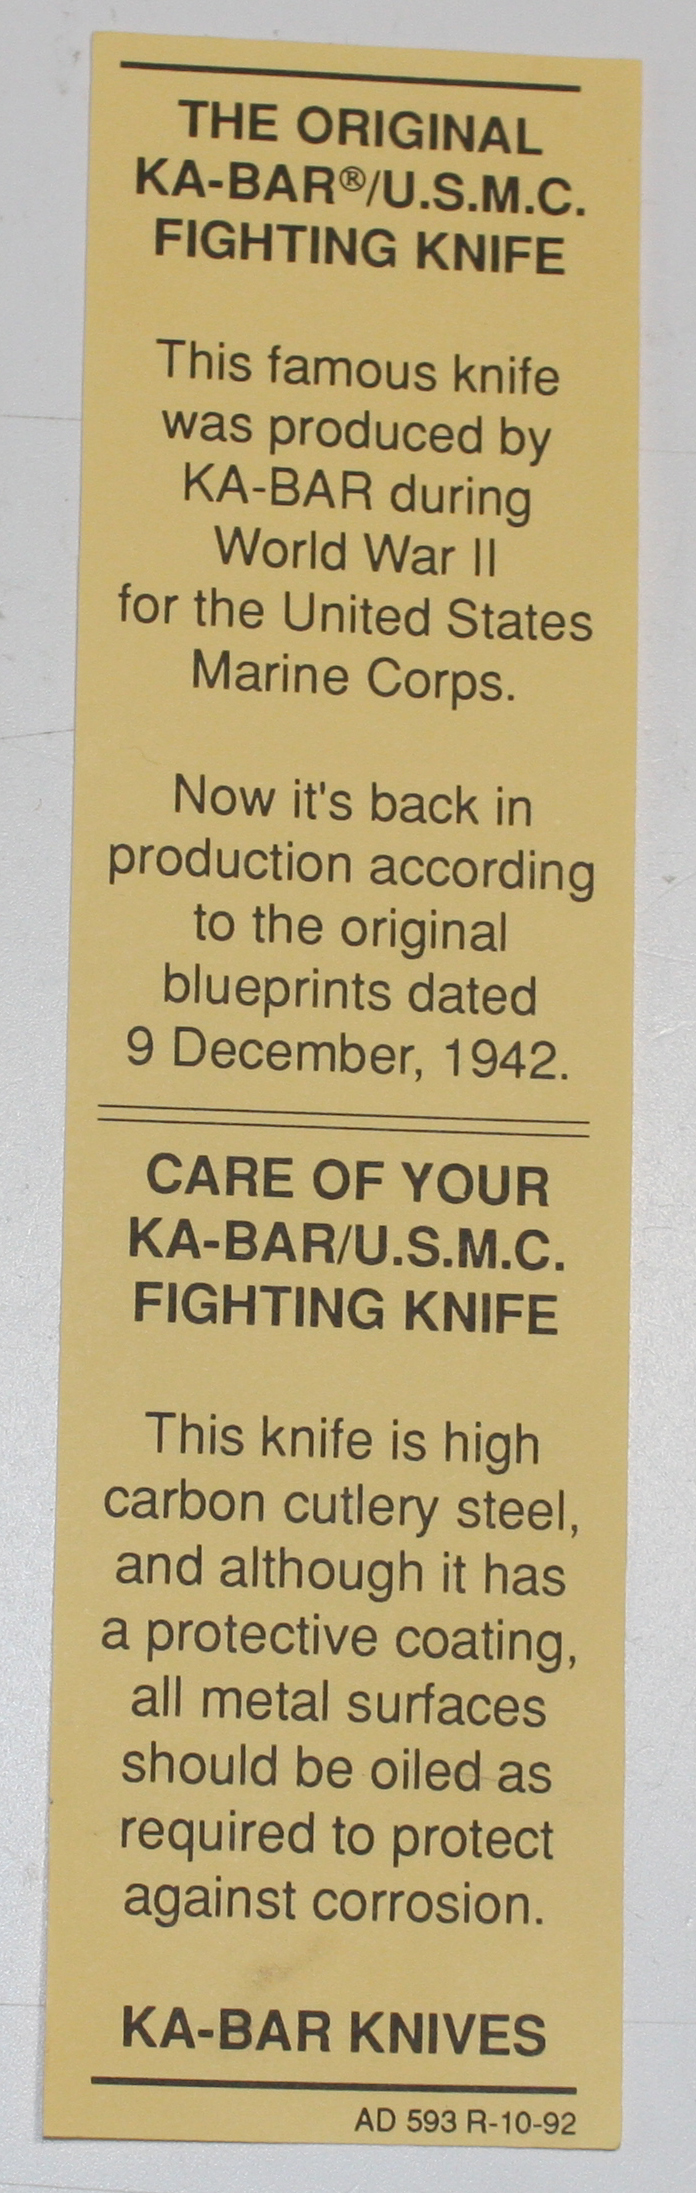 THE ORIGINAL
KA-BAR®/U.S.M.C.
FIGHTING KNIFE
This famous knife
was produced by
KA-BAR during
World War II
for the United States
Marine Corps.
Now it's back in
production according
to the original
blueprints dated
9 December, 1942.
CARE OF YOUR
KA-BAR/U.S.M.C.
FIGHTING KNIFE
This knife is high
carbon cutlery steel,
and although it has
a protective coating,
all metal surfaces
should be oiled as
required to protect
against corrosion.
KA-BAR KNIVES
AD 593 R-10-92